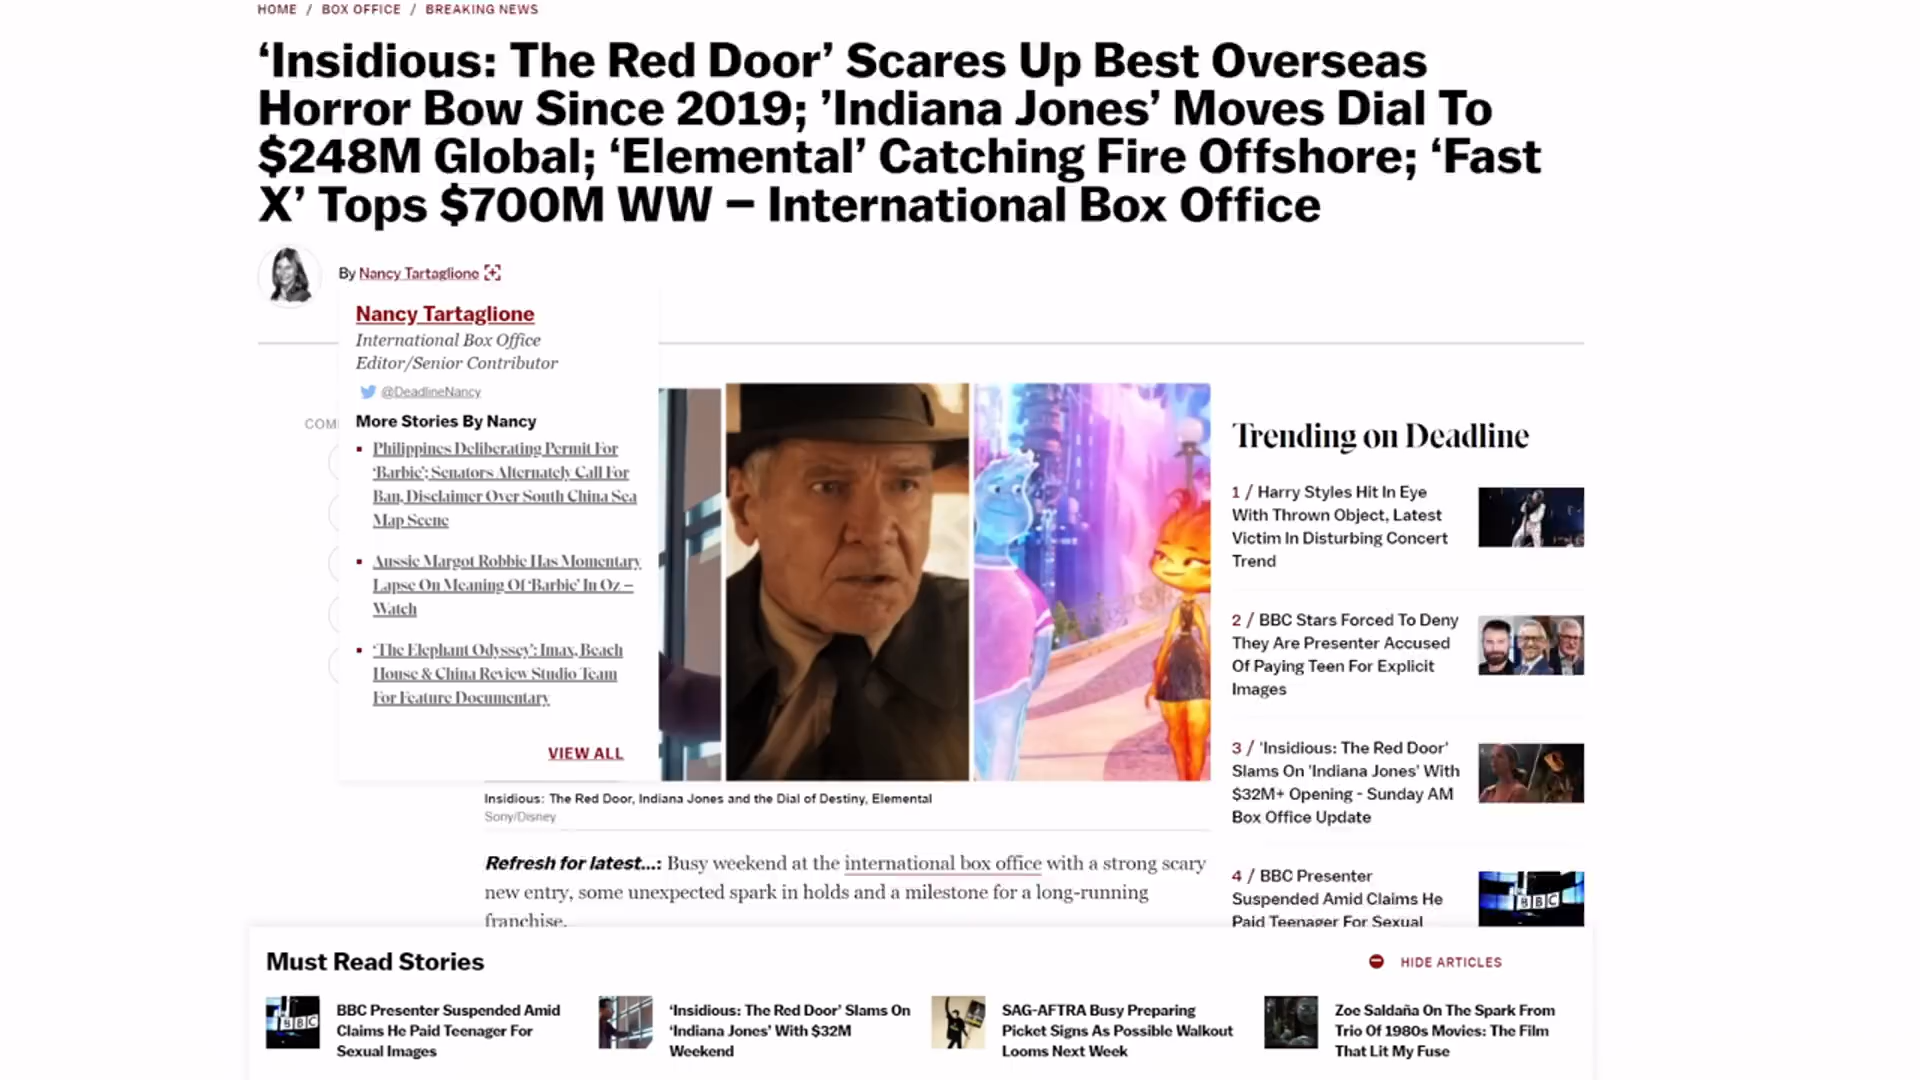 HOME / BOX OFFICE / BREAKING NEWS
‘Insidious: The Red Door’ Scares Up Best Overseas
Horror Bow Since 2019; ’Indiana Jones’ Moves Dial To
$248M Global; ‘Elemental’ Catching Fire Offshore; ‘Fast
X’ Tops $700M WW – International Box Office
By Nancy Tartaglione
Nancy Tartaglione
International Box Office
Editor/Senior Contributor
@DeadlineNancy
More Stories By Nancy
Philippines Deliberating Permit For
‘Barbie’; Senators Alternately Call For
Ban, Disclaimer Over South China Sea
Map Scene
Aussie Margot Robbie Has Momentary
Lapse On Meaning Of ‘Barbie’ In Oz –
Watch
‘The Elephant Odyssey’: Imax, Beach
House & China Review Studio Team
For Feature Documentary
VIEW ALL
Insidious: The Red Door, Indiana Jones and the Dial of Destiny, Elemental
Sony/Disney
Refresh for latest…: Busy weekend at the international box office with a strong scary
new entry, some unexpected spark in holds and a milestone for a long-running
franchise.
Trending on Deadline
1 / Harry Styles Hit In Eye
With Thrown Object, Latest
Victim In Disturbing Concert
Trend
2 / BBC Stars Forced To Deny
They Are Presenter Accused
Of Paying Teen For Explicit
Images
3 / 'Insidious: The Red Door'
Slams On 'Indiana Jones' With
$32M+ Opening - Sunday AM
Box Office Update
4 / BBC Presenter
Suspended Amid Claims He
Paid Teenager For Sexual
BBC
Must Read Stories
HIDE ARTICLES
BBC
BBC Presenter Suspended Amid
Claims He Paid Teenager For
Sexual Images
‘Insidious: The Red Door’ Slams On
‘Indiana Jones’ With $32M
Weekend
SAG-AFTRA Busy Preparing
Picket Signs As Possible Walkout
Looms Next Week
Zoe Saldaña On The Spark From
Trio Of 1980s Movies: The Film
That Lit My Fuse